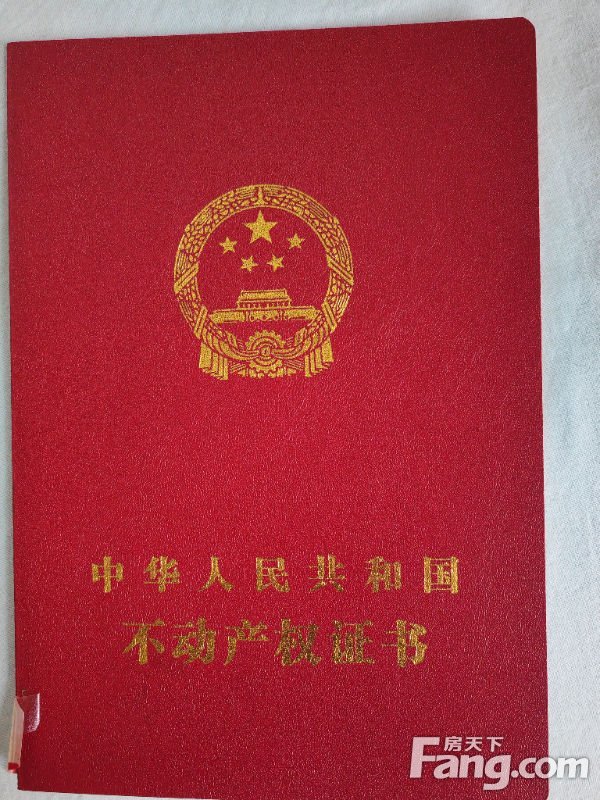 中华人民共和国
不动产权证书
房天下
Fang.com